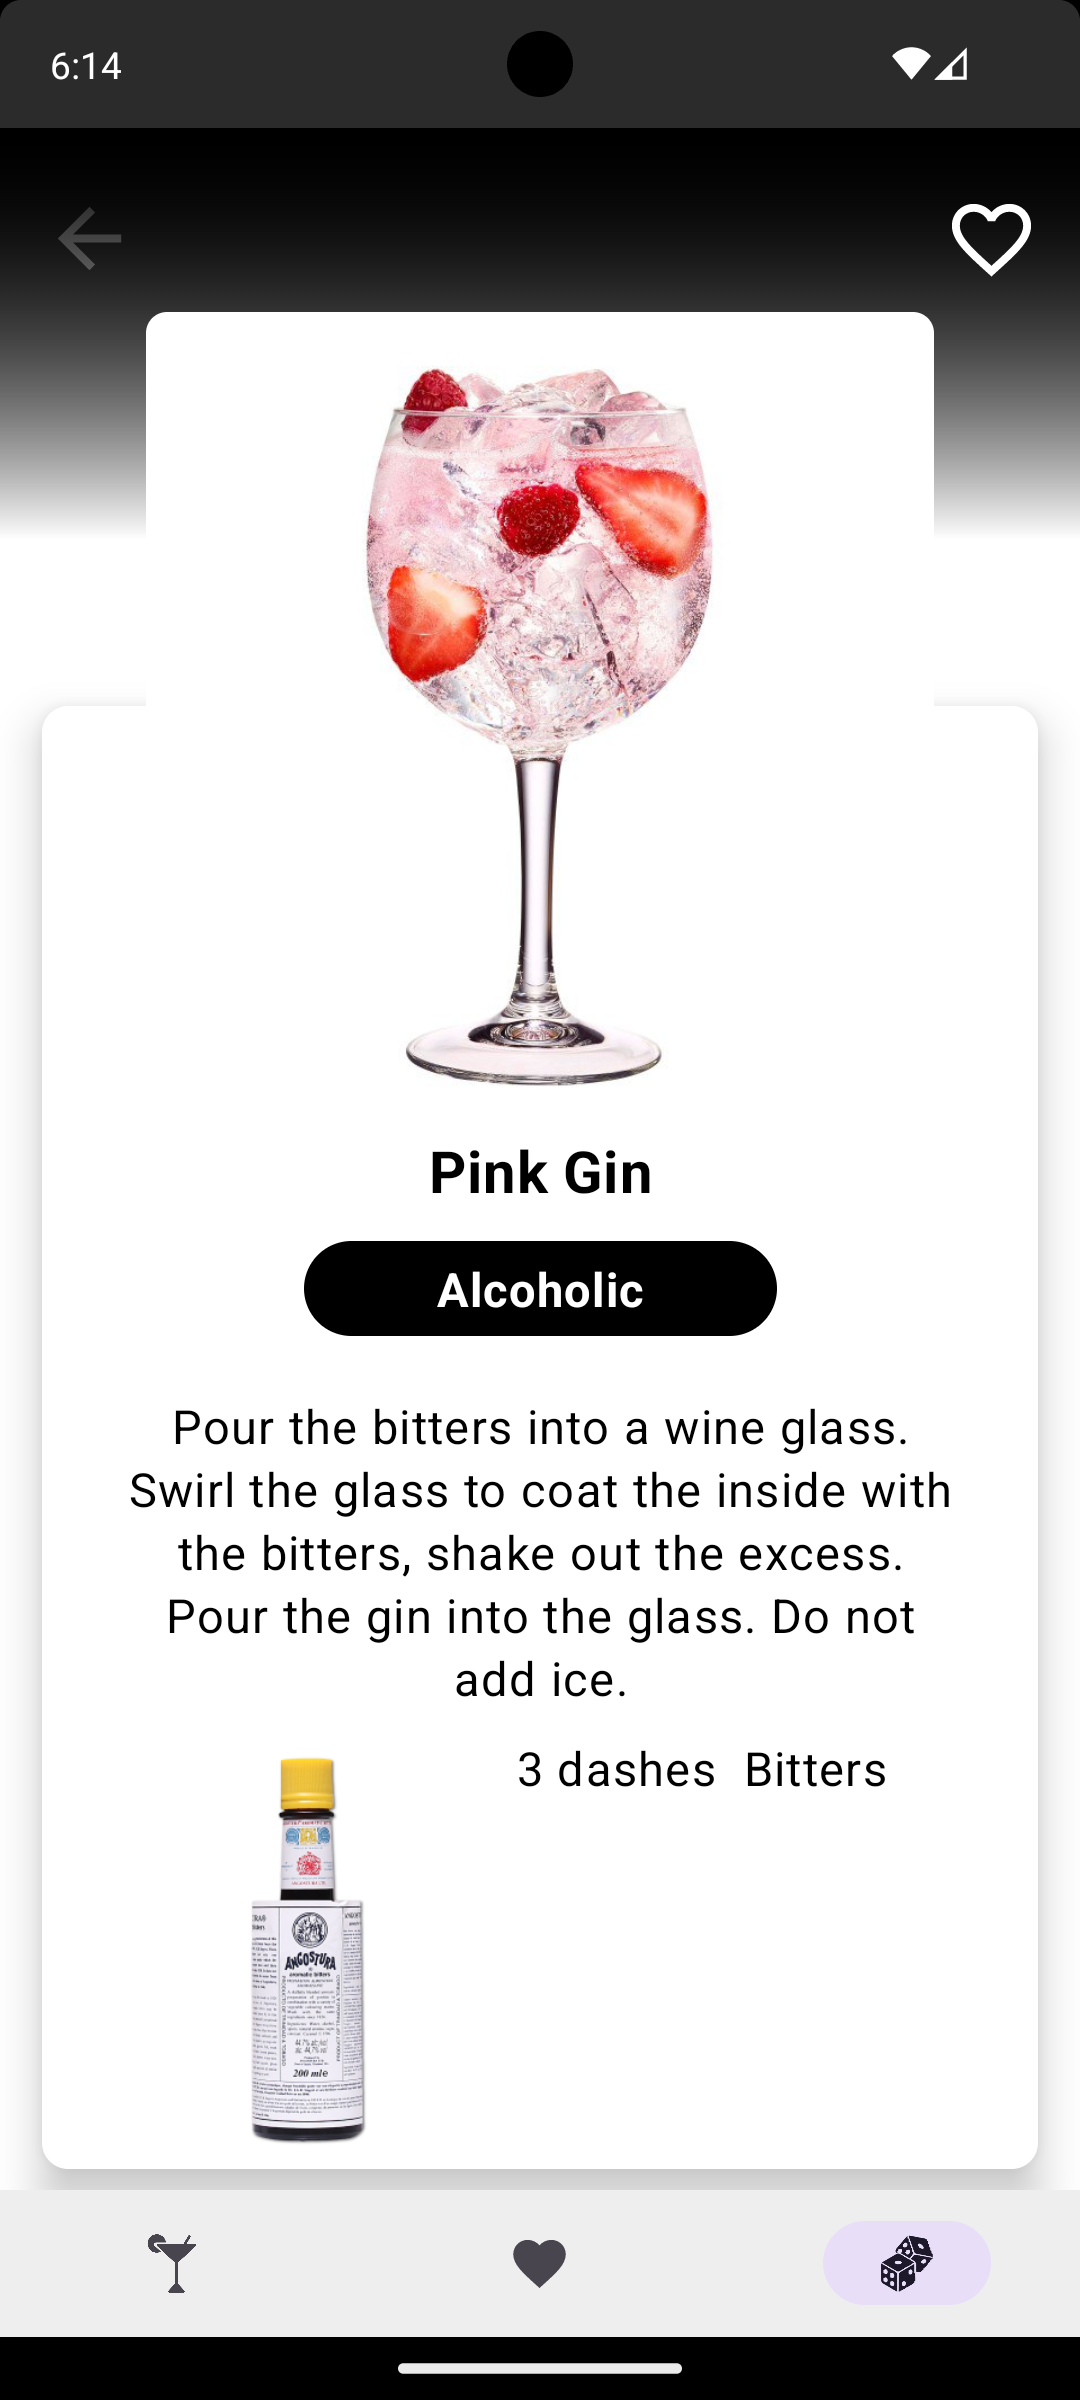 6:14
Pink Gin
Alcoholic
Pour the bitters into a wine glass.
Swirl the glass to coat the inside with
the bitters, shake out the excess.
Pour the gin into the glass. Do not
add ice.
3 dashes Bitters
ANGOSTURA
aromatic bitters
200 ml e